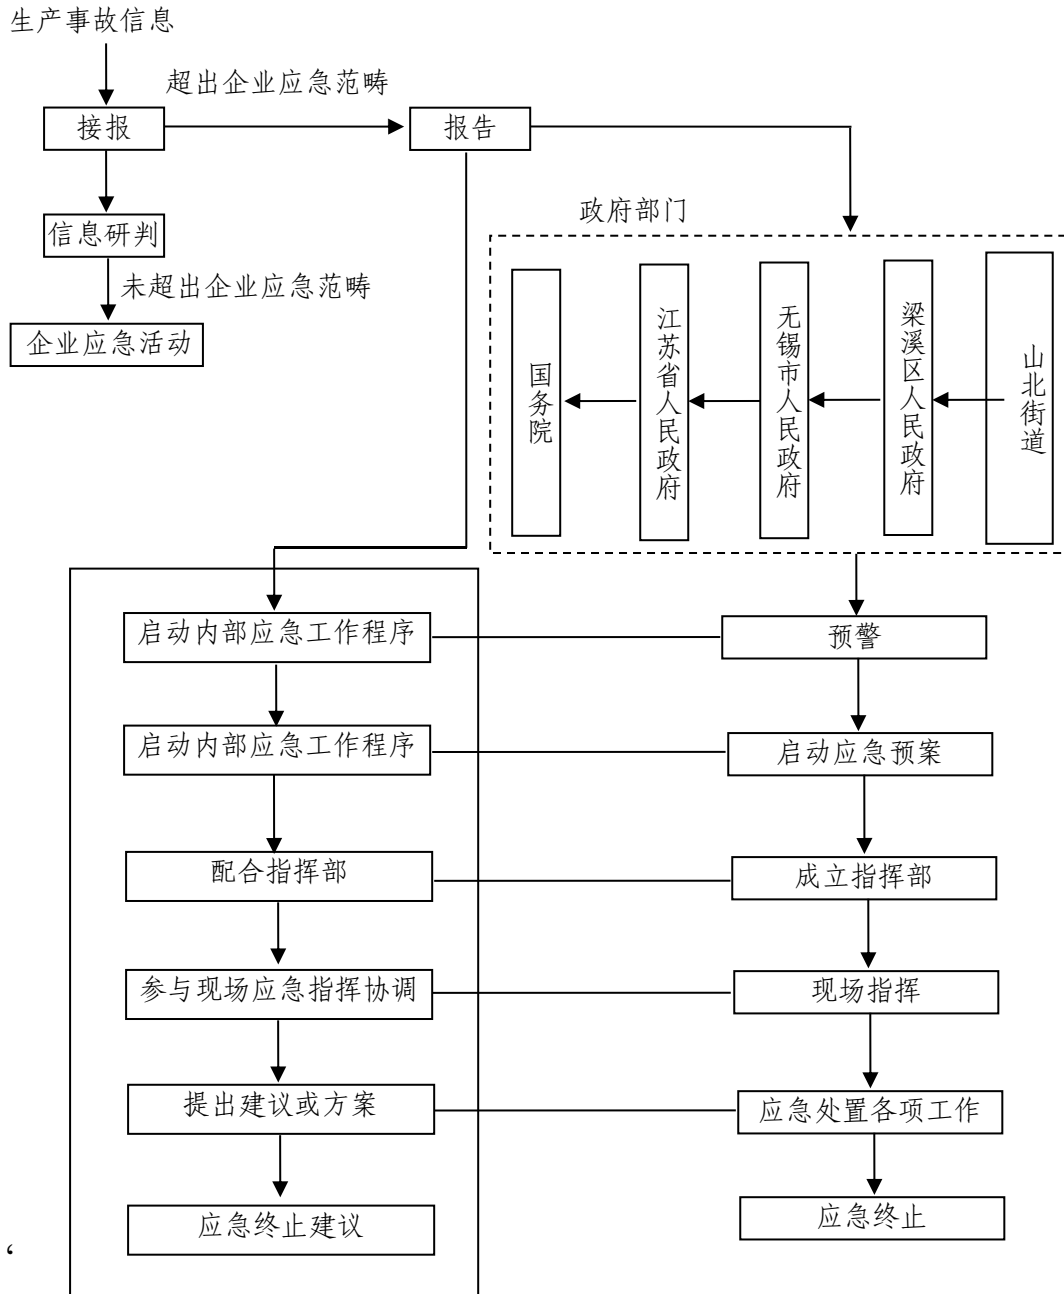 生产事故信息
超出企业应急范畴
接报
报告
信息研判
政府部门
未超出企业应急范畴
企业应急活动
国务院
江苏省人民政府
无锡市人民政府
梁溪区人民政府
山北街道
启动内部应急工作程序
预警
启动内部应急工作程序
启动应急预案
配合指挥部
成立指挥部
参与现场应急指挥协调
现场指挥
提出建议或方案
应急处置各项工作
应急终止建议
应急终止
‘